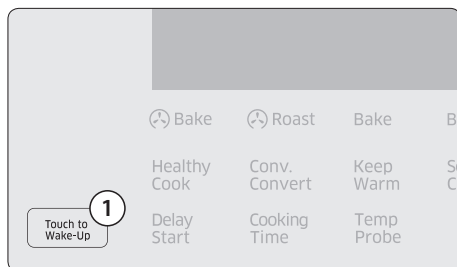 Bake Roast Bake B
Healthy Conv. Keep
Cook Convert Warm C
1
Touch to Delay Cooking Temp
Wake-Up Start Time Probe